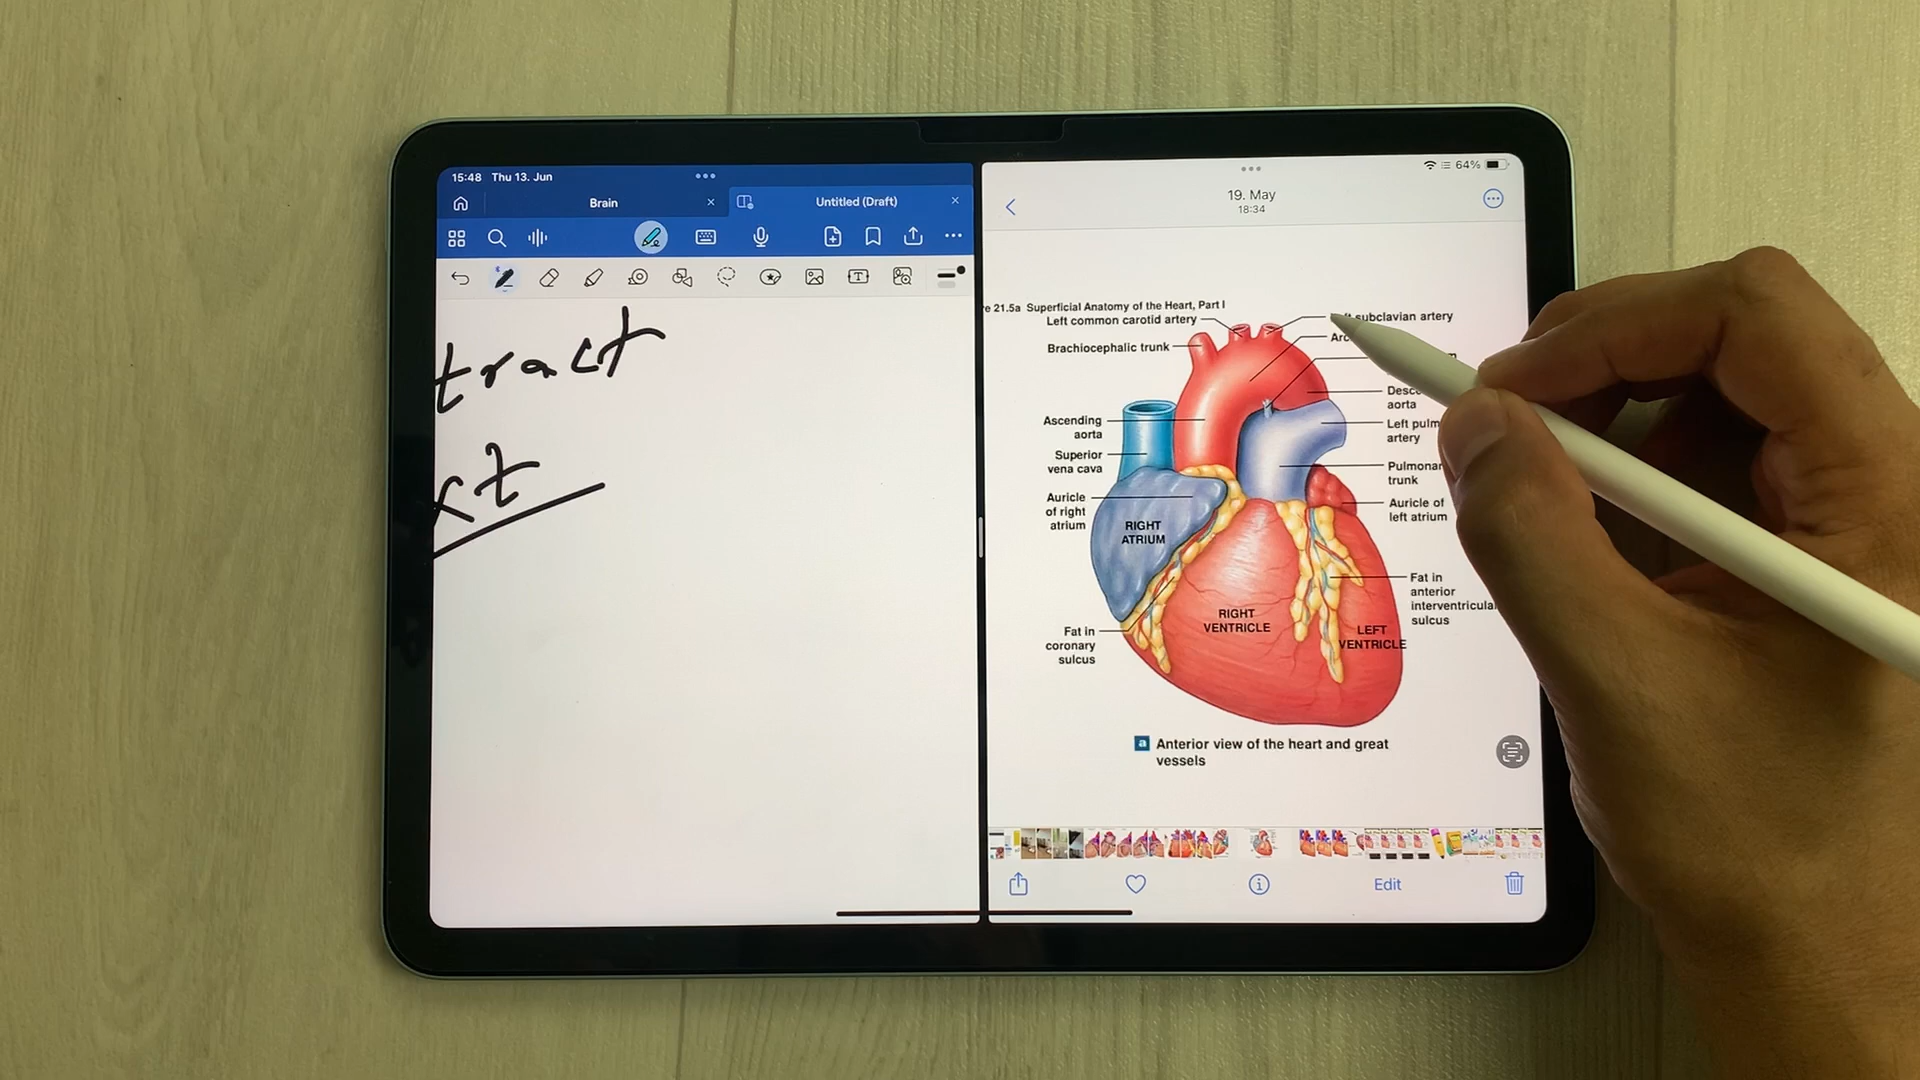 15:48 Thu 13. Jun
Brain
Untitled (Draft)
tract
xt
64%
19. May
18:34
re 21.5a Superficial Anatomy of the Heart, Part I
Left common carotid artery
Brachiocephalic trunk
Ascending
aorta
Superior
vena cava
Auricle
of right
atrium
RIGHT
ATRIUM
Fat in
coronary
sulcus
RIGHT
VENTRICLE
LEFT
VENTRICLE
subclavian artery
aorta
Left pulm
artery
Pulmonar
trunk
Auricle of
left atrium
Fat in
anterior
interventricular
sulcus
a Anterior view of the heart and great
vessels
Edit